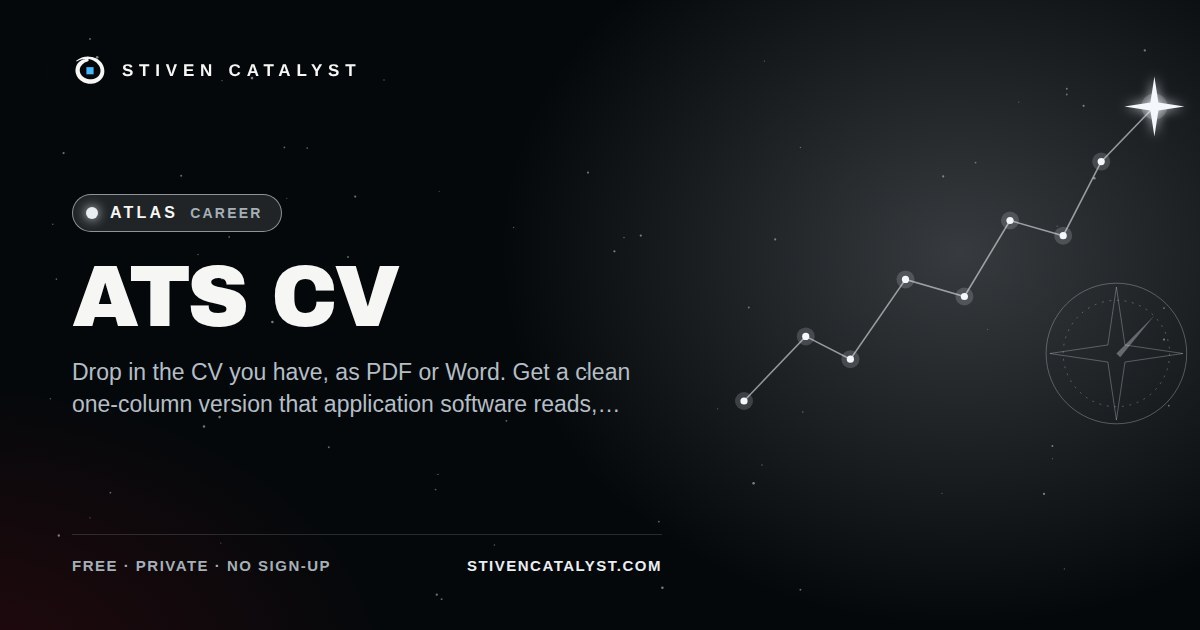 STIVEN CATALYST
ATLAS CAREER
ATS CV
Drop in the CV you have, as PDF or Word. Get a clean
one-column version that application software reads,…
FREE · PRIVATE · NO SIGN-UP
STIVENCATALYST.COM